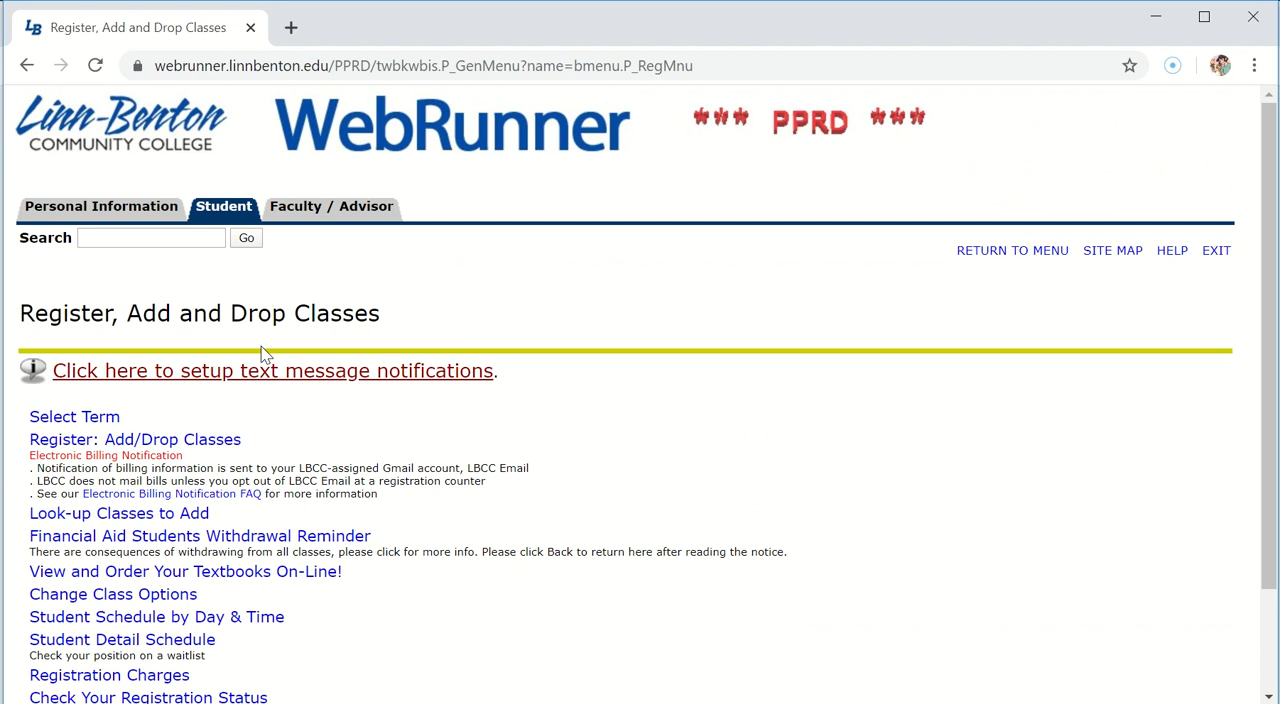 Register, Add and Drop Classes
webrunner.linnbenton.edu/PPRD/twbkwbis.P_GenMenu?name=bmenu.P_RegMnu
Linn-Benton
COMMUNITY COLLEGE
WebRunner
*** PPRD ***
Personal Information
Student
Faculty / Advisor
Search
Go
RETURN TO MENU
SITE MAP
HELP
EXIT
Register, Add and Drop Classes
Click here to setup text message notifications.
Select Term
Register: Add/Drop Classes
Electronic Billing Notification
. Notification of billing information is sent to your LBCC-assigned Gmail account, LBCC Email
. LBCC does not mail bills unless you opt out of LBCC Email at a registration counter
. See our Electronic Billing Notification FAQ for more information
Look-up Classes to Add
Financial Aid Students Withdrawal Reminder
There are consequences of withdrawing from all classes, please click for more info. Please click Back to return here after reading the notice.
View and Order Your Textbooks On-Line!
Change Class Options
Student Schedule by Day & Time
Student Detail Schedule
Check your position on a waitlist
Registration Charges
Check Your Registration Status